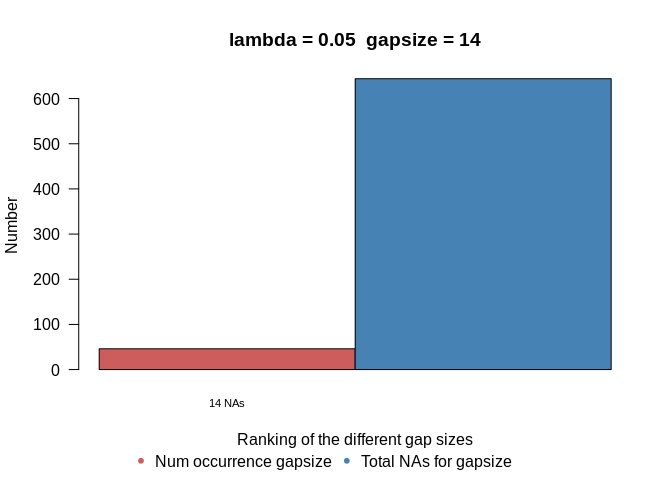 lambda = 0.05  gapsize = 14
600
500
400
300
200
100
0
Number
14 NAs
Ranking of the different gap sizes
Num occurrence gapsize
Total NAs for gapsize